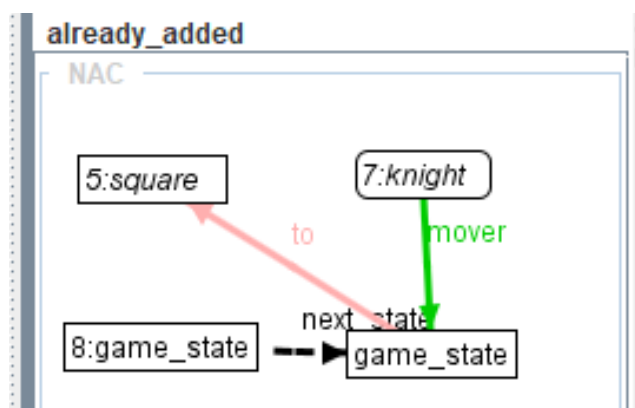 already_added
NAC
5:square
7:knight
to
mover
next_state
8:game_state
game_state